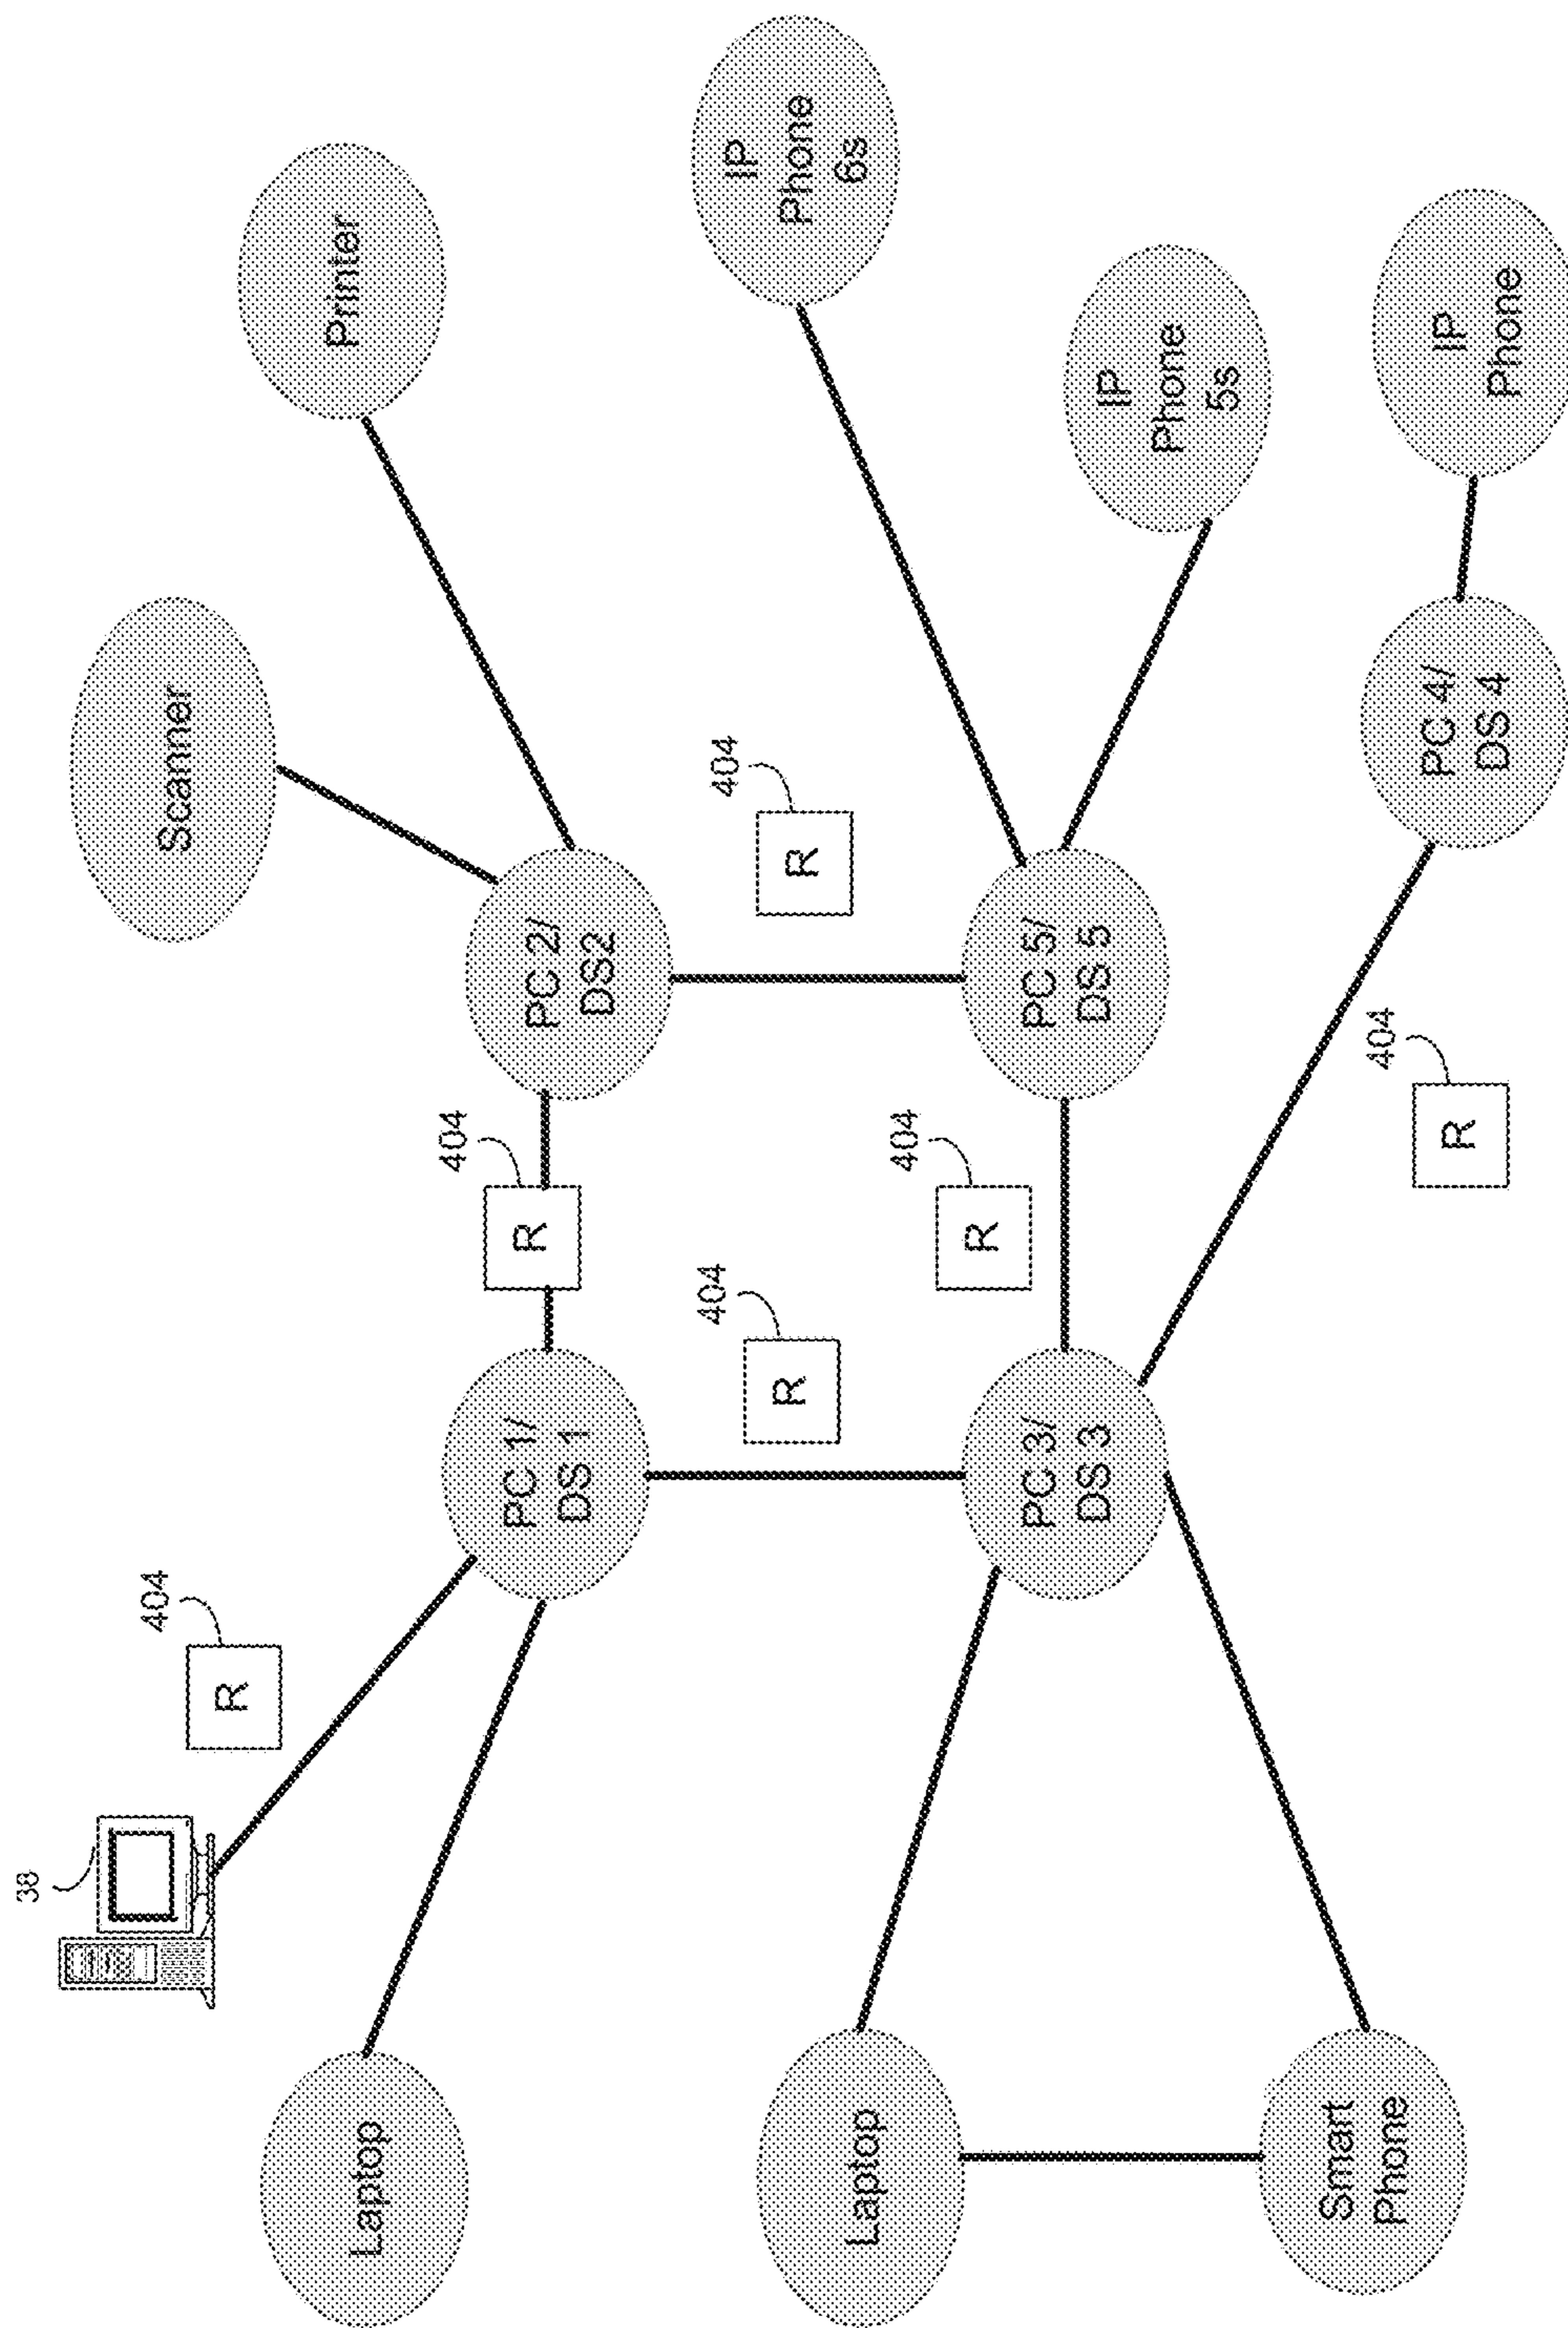 38
404
R
Scanner
Printer
Laptop
404
PC 1/
DS 1
R
PC 2/
DS2
404
R
404
R
IP
Phone
6s
Laptop
404
R
PC 3/
DS 3
PC 5/
DS 5
IP
Phone
5s
Smart
Phone
404
R
PC 4/
DS 4
IP
Phone